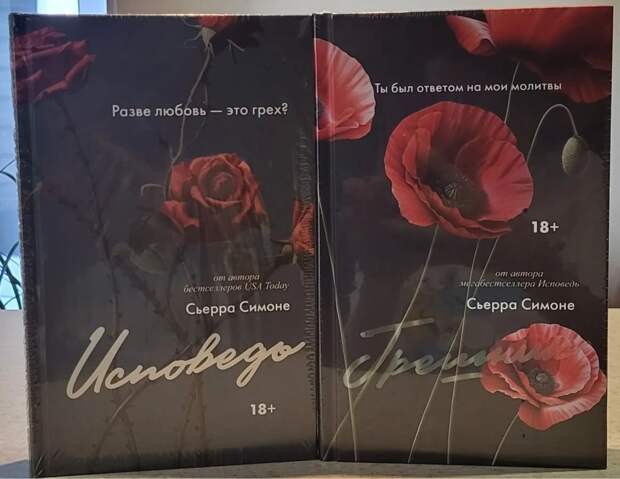 Разве любовь — это грех?
от автора
бестселлеров USA Today
Сьерра Симоне
Исповедь
18+
Ты был ответом на мои молитвы
18+
от автора
мегабестселлера Исповедь
Сьерра Симоне
Грешник